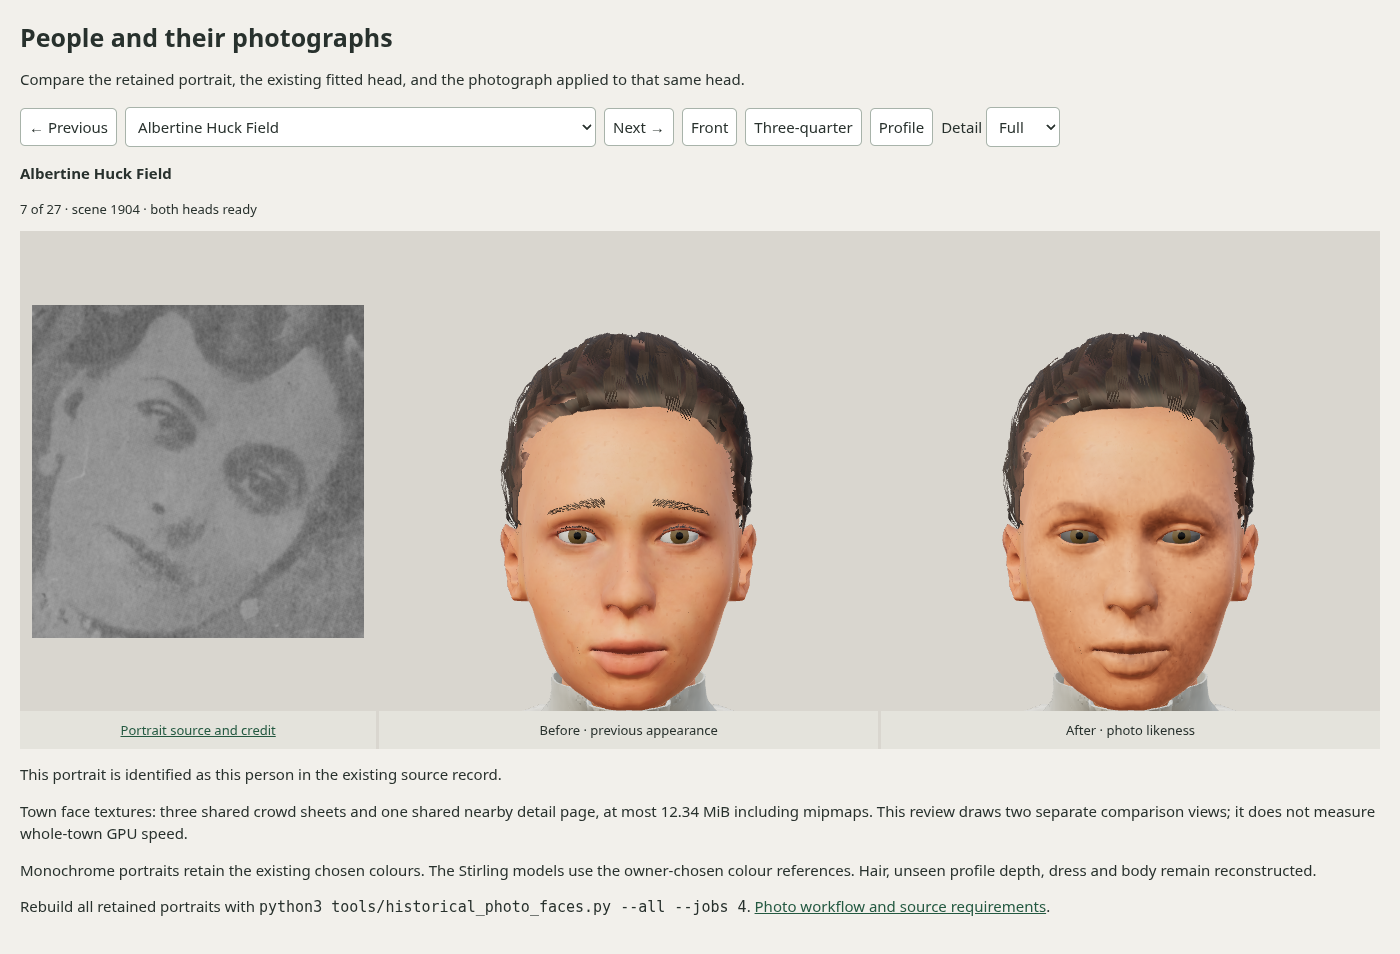 People and their photographs
Compare the retained portrait, the existing fitted head, and the photograph applied to that same head.
← Previous
Albertine Huck Field
Next →
Front
Three-quarter
Profile
Detail
Full
Albertine Huck Field
7 of 27 · scene 1904 · both heads ready
Portrait source and credit
Before · previous appearance
After · photo likeness
This portrait is identified as this person in the existing source record.
Town face textures: three shared crowd sheets and one shared nearby detail page, at most 12.34 MiB including mipmaps. This review draws two separate comparison views; it does not measure
whole-town GPU speed.
Monochrome portraits retain the existing chosen colours. The Stirling models use the owner-chosen colour references. Hair, unseen profile depth, dress and body remain reconstructed.
Rebuild all retained portraits with python3 tools/historical_photo_faces.py --all --jobs 4. Photo workflow and source requirements.